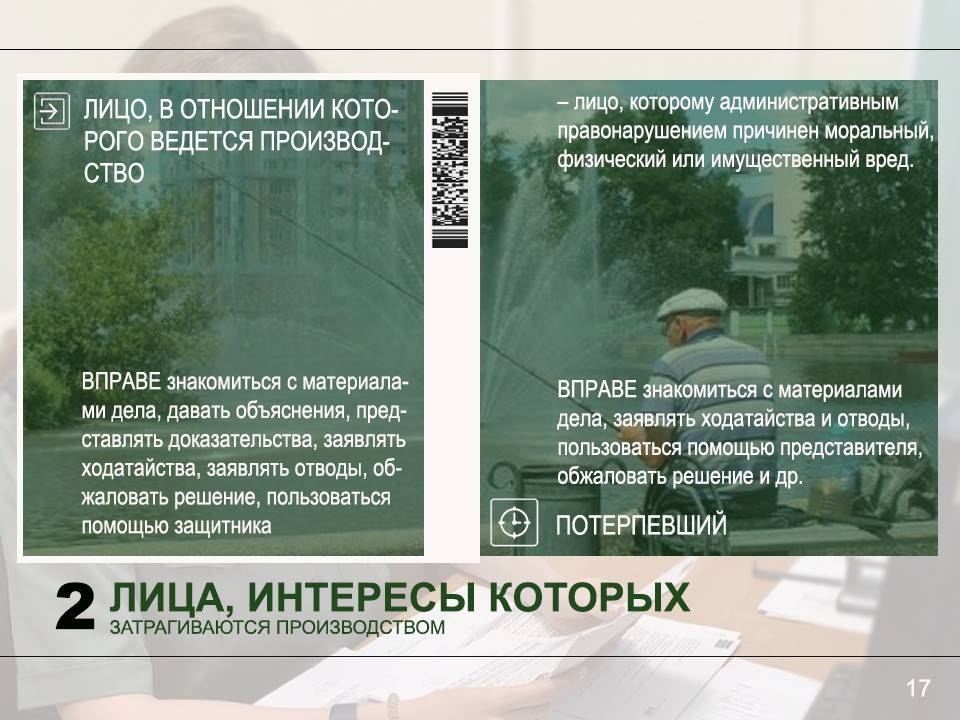 ЛИЦО, В ОТНОШЕНИИ КОТО-
РОГО ВЕДЕТСЯ ПРОИЗВОД-
СТВО
ВПРАВЕ знакомиться с материала-
ми дела, давать объяснения, пред-
ставлять доказательства, заявлять
ходатайства, заявлять отводы, об-
жаловать решение, пользоваться
помощью защитника
– лицо, которому административным
правонарушением причинен моральный,
физический или имущественный вред.
ВПРАВЕ знакомиться с материалами
дела, заявлять ходатайства и отводы,
пользоваться помощью представителя,
обжаловать решение и др.
ПОТЕРПЕВШИЙ
2 ЛИЦА, ИНТЕРЕСЫ КОТОРЫХ
ЗАТРАГИВАЮТСЯ ПРОИЗВОДСТВОМ
17